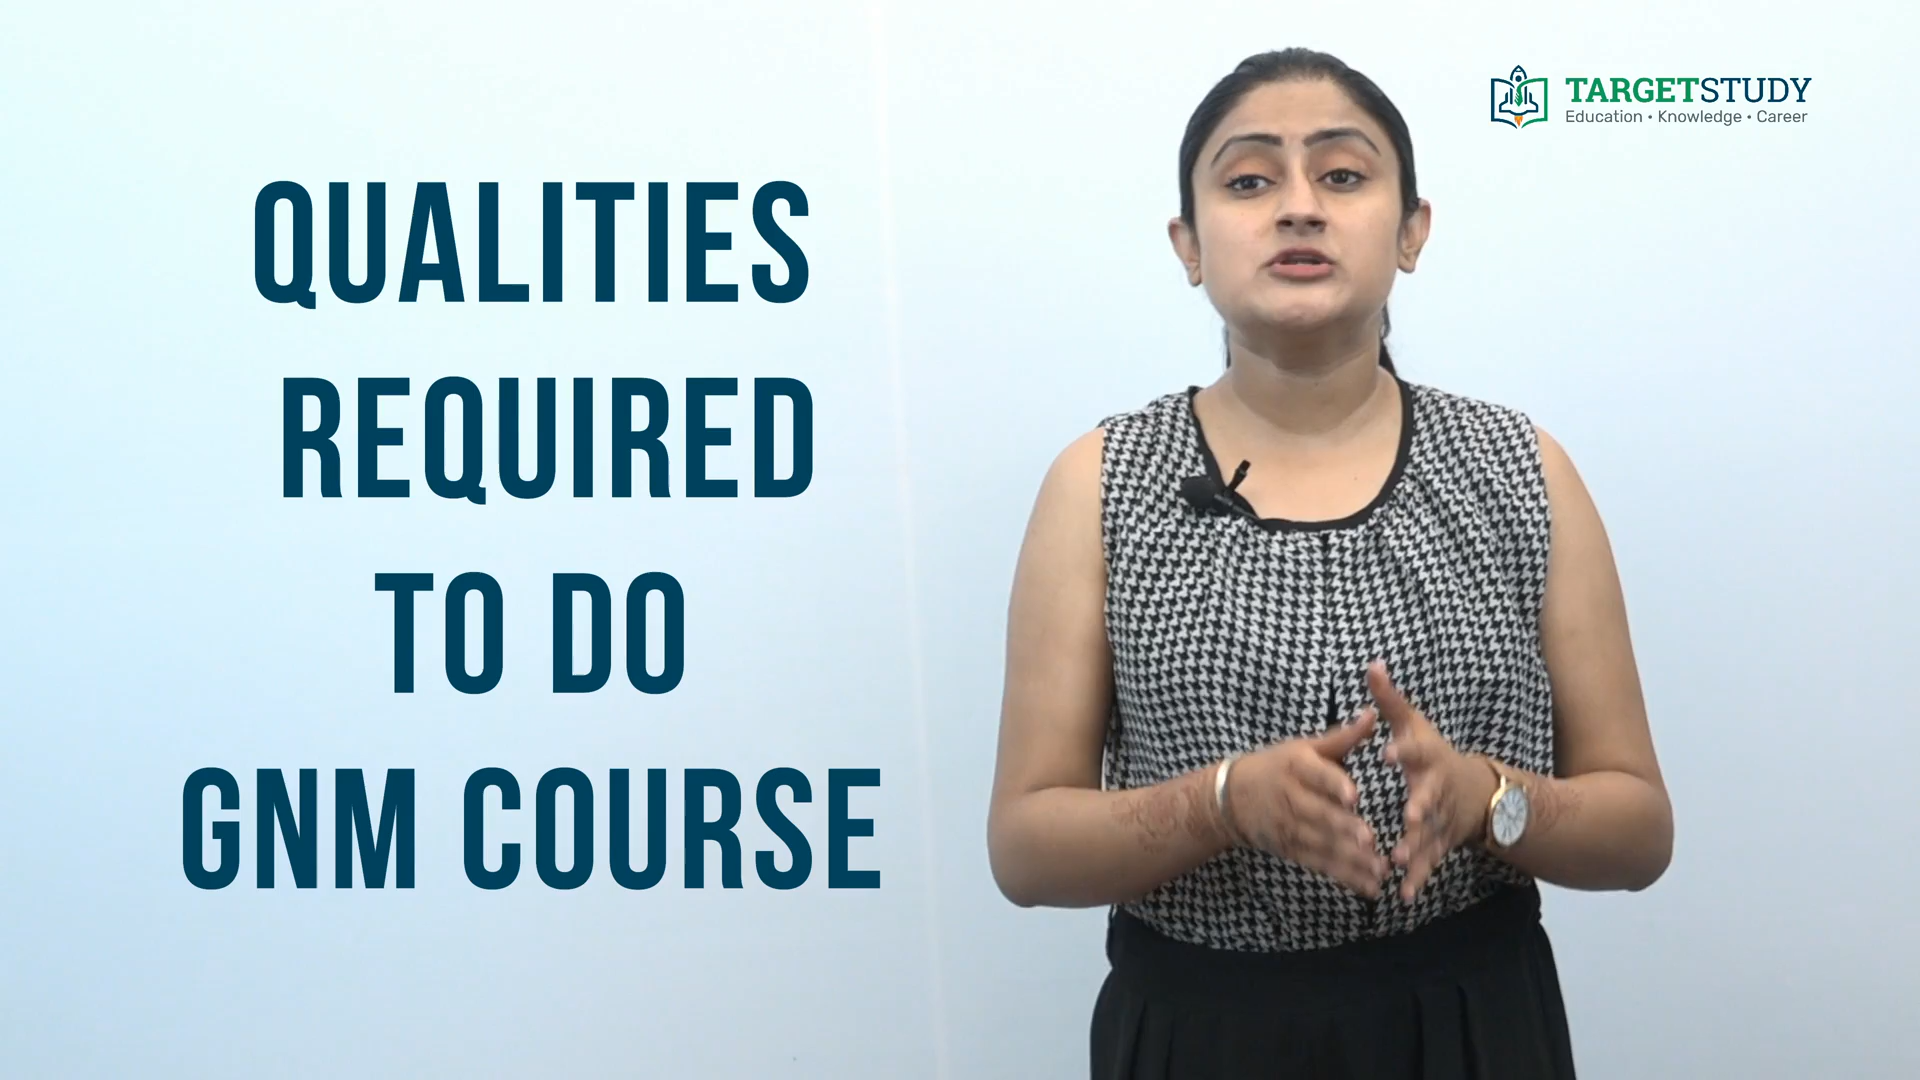 QUALITIES
REQUIRED
TO DO
GNM COURSE
TARGETSTUDY
Education • Knowledge • Career